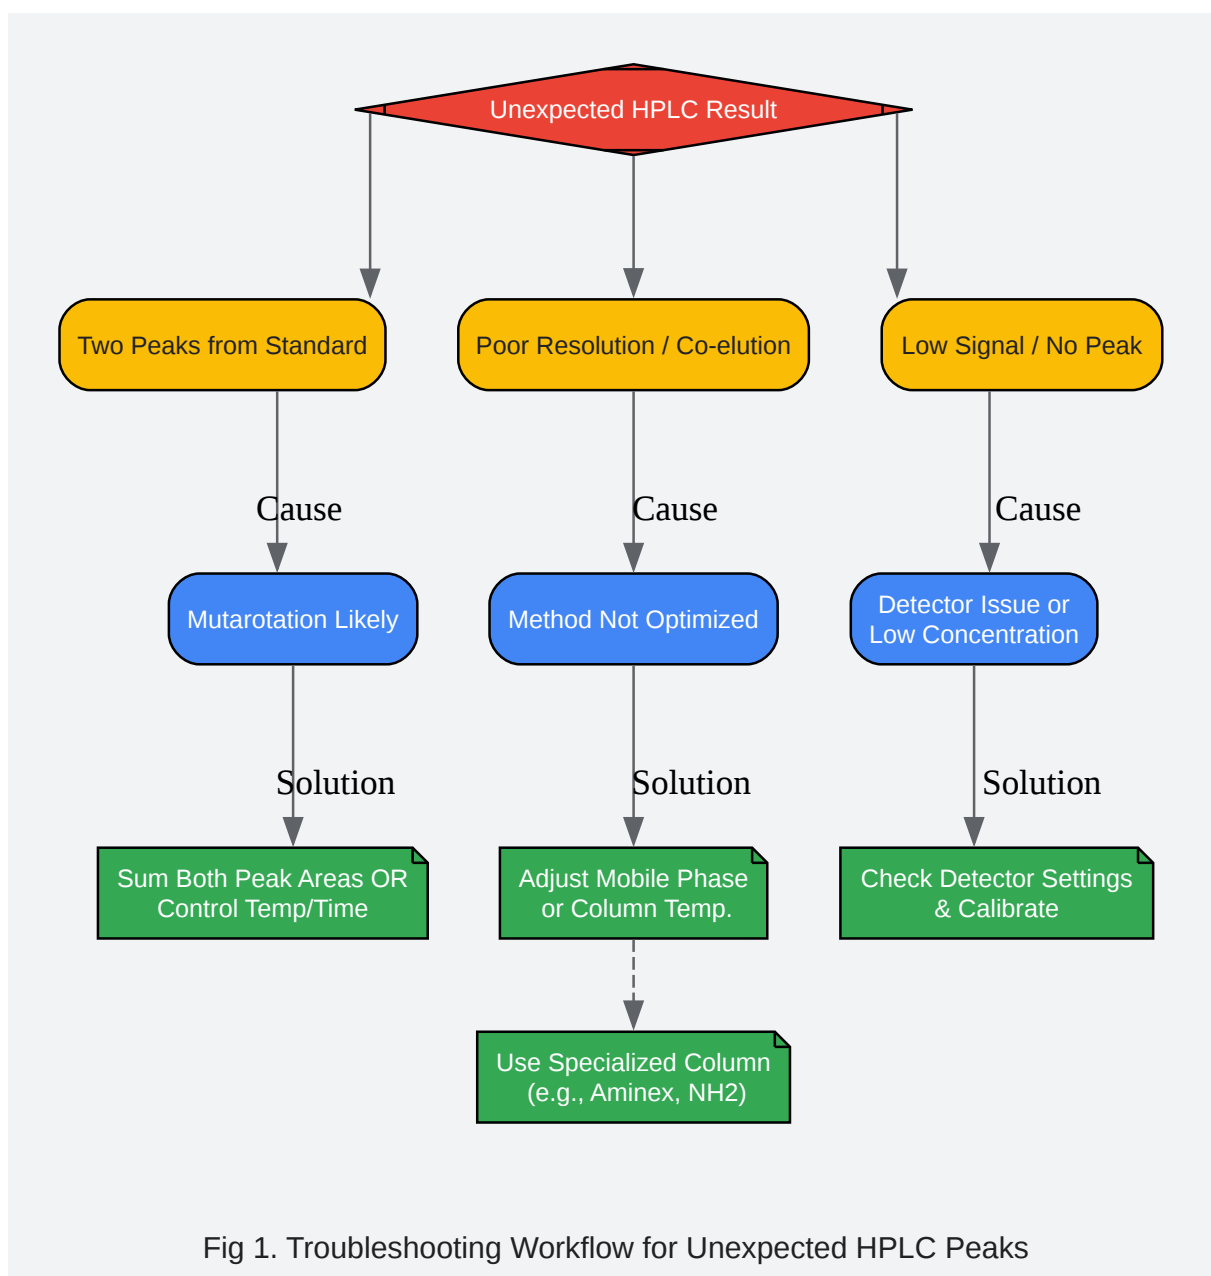 Unexpected HPLC Result
Two Peaks from Standard
Poor Resolution / Co-elution
Low Signal / No Peak
Cause
Cause
Cause
Mutarotation Likely
Method Not Optimized
Detector Issue or
Low Concentration
Solution
Solution
Solution
Sum Both Peak Areas OR
Control Temp/Time
Adjust Mobile Phase
or Column Temp.
Check Detector Settings
& Calibrate
Use Specialized Column
(e.g., Aminex, NH2)
Fig 1. Troubleshooting Workflow for Unexpected HPLC Peaks